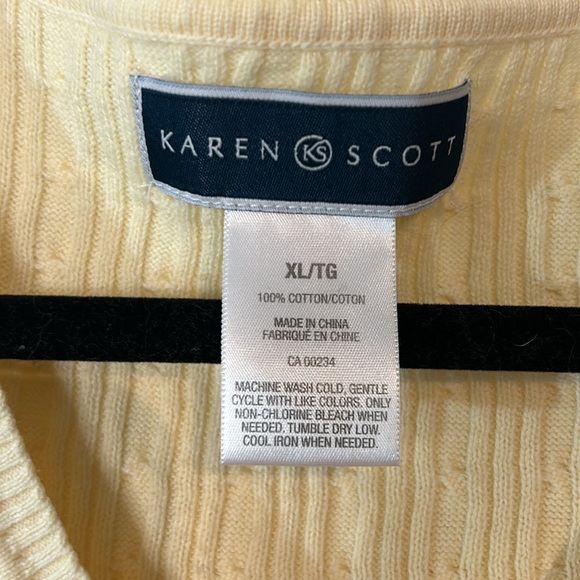 KAREN KS SCOTT
XL/TG
100% COTTON/COTON
MADE IN CHINA
FABRIQUÉ EN CHINE
CA 00234
MACHINE WASH COLD, GENTLE
CYCLE WITH LIKE COLORS. ONLY
NON-CHLORINE BLEACH WHEN
NEEDED. TUMBLE DRY LOW.
COOL IRON WHEN NEEDED.